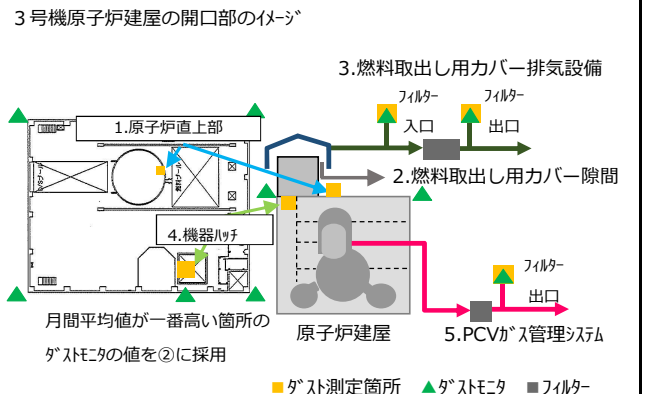 ３号機原子炉建屋の開口部のｲﾒｰｼﾞ
3.燃料取出し用カバー排気設備
ﾌｨﾙﾀｰ
ﾌｨﾙﾀｰ
1.原子炉直上部
入口
出口
2.燃料取出し用カバー隙間
4.機器ﾊｯﾁ
ﾌｨﾙﾀｰ
出口
月間平均値が一番高い箇所の
ﾀﾞｽﾄﾓﾆﾀの値を②に採用
原子炉建屋
5.PCVｶﾞｽ管理ｼｽﾃﾑ
ﾀﾞｽﾄ測定箇所
ﾀﾞｽﾄﾓﾆﾀ
ﾌｨﾙﾀｰ